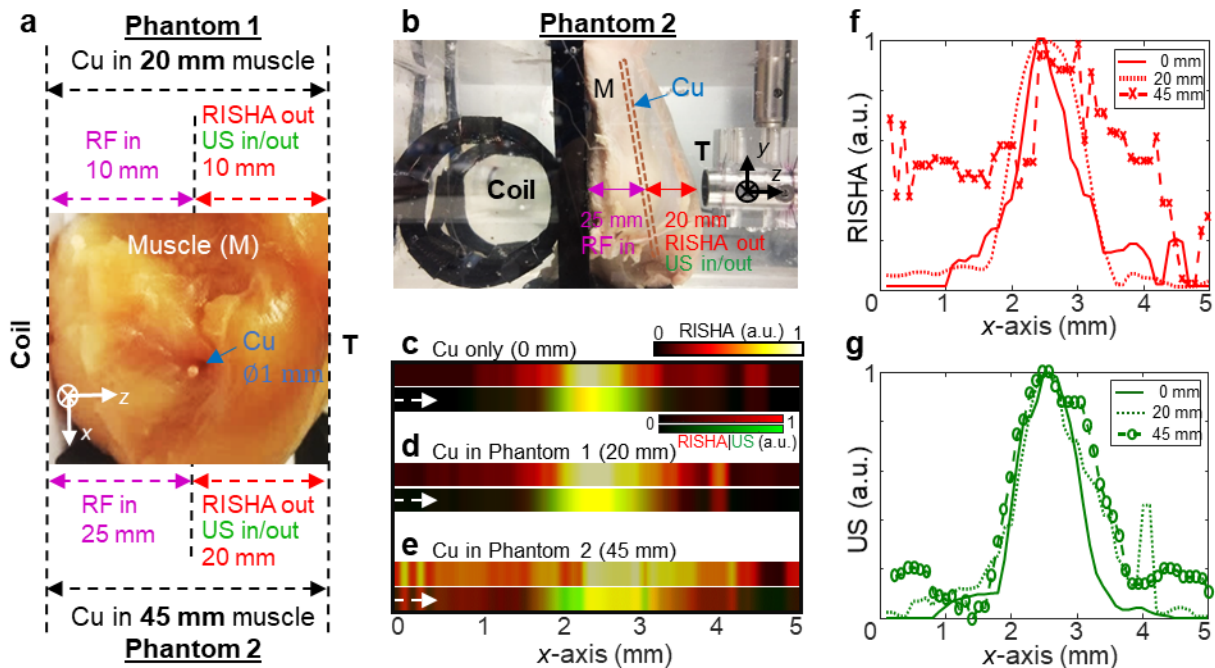 a
Phantom 1
Cu in 20 mm muscle
RF in
10 mm
RISHA out
US in/out
10 mm
Muscle (M)
Cu
Ø1 mm
Coil
T
z
x
RF in
25 mm
RISHA out
US in/out
20 mm
Cu in 45 mm muscle
Phantom 2
b
Phantom 2
M
Cu
Coil
T
y
z
25 mm
RF in
20 mm
RISHA out
US in/out
c
Cu only (0 mm)
0 RISHA (a.u.) 1
0 1
RISHA|US (a.u.)
d
Cu in Phantom 1 (20 mm)
e
Cu in Phantom 2 (45 mm)
0 1 2 3 4 5
x-axis (mm)
f
1
RISHA (a.u.)
0 mm
20 mm
45 mm
0 1 2 3 4 5
x-axis (mm)
g
1
US (a.u.)
0 mm
20 mm
45 mm
0 1 2 3 4 5
x-axis (mm)